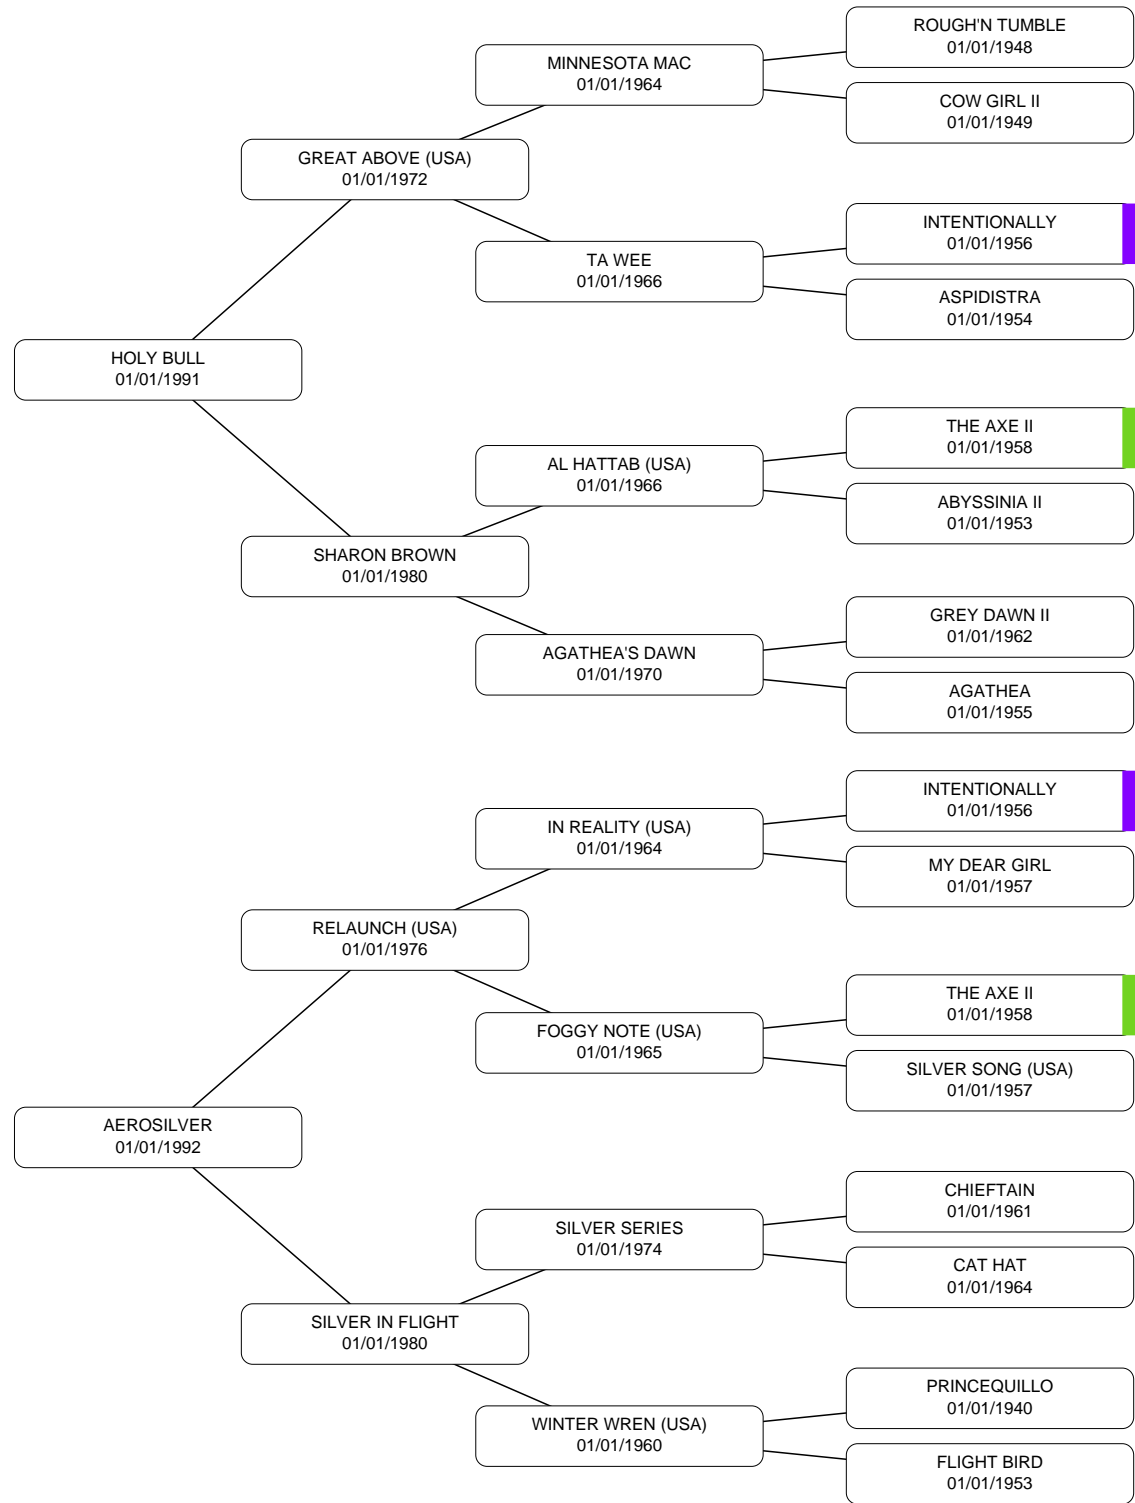 ROUGH'N TUMBLE
01/01/1948
MINNESOTA MAC
01/01/1964
COW GIRL II
01/01/1949
GREAT ABOVE (USA)
01/01/1972
INTENTIONALLY
01/01/1956
TA WEE
01/01/1966
ASPIDISTRA
01/01/1954
HOLY BULL
01/01/1991
THE AXE II
01/01/1958
AL HATTAB (USA)
01/01/1966
ABYSSINIA II
01/01/1953
SHARON BROWN
01/01/1980
GREY DAWN II
01/01/1962
AGATHEA'S DAWN
01/01/1970
AGATHEA
01/01/1955
INTENTIONALLY
01/01/1956
IN REALITY (USA)
01/01/1964
MY DEAR GIRL
01/01/1957
RELAUNCH (USA)
01/01/1976
THE AXE II
01/01/1958
FOGGY NOTE (USA)
01/01/1965
SILVER SONG (USA)
01/01/1957
AEROSILVER
01/01/1992
CHIEFTAIN
01/01/1961
SILVER SERIES
01/01/1974
CAT HAT
01/01/1964
SILVER IN FLIGHT
01/01/1980
PRINCEQUILLO
01/01/1940
WINTER WREN (USA)
01/01/1960
FLIGHT BIRD
01/01/1953